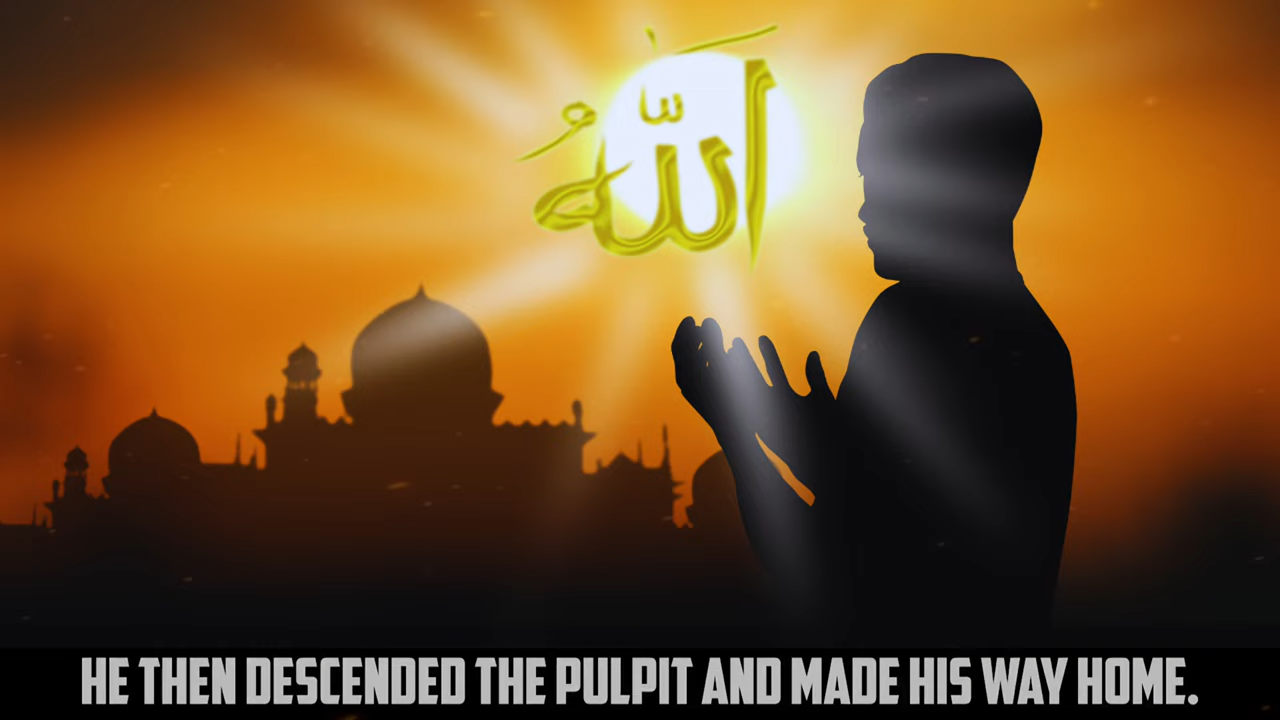 اللهُ
HE THEN DESCENDED THE PULPIT AND MADE HIS WAY HOME.